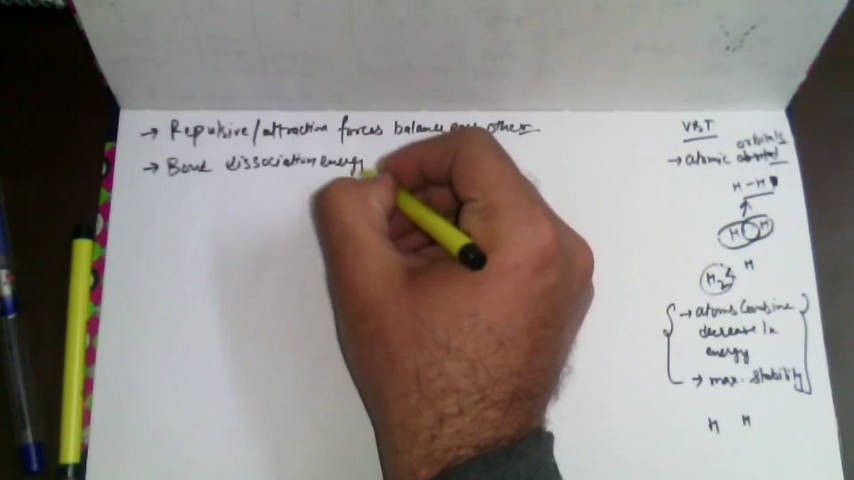 → Repulsive/attraction forces balance each other
→ Bond dissociation energy
VBT
→ atomic orbitals
H-H
H H
H₂ H
→ atoms combine
decrease in
energy
→ max. stability
H H